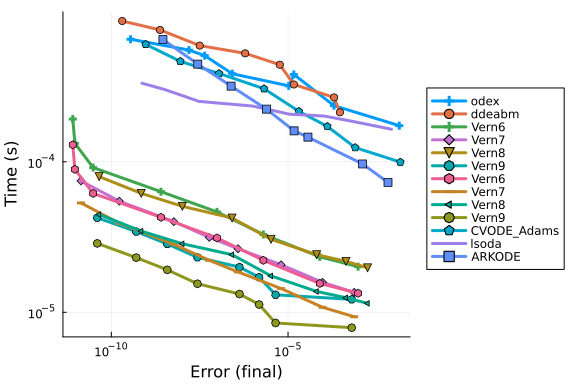 Time (s)
10⁻⁴
10⁻⁵
10⁻¹⁰
10⁻⁵
Error (final)
odex
ddeabm
Vern6
Vern7
Vern8
Vern9
Vern6
Vern7
Vern8
Vern9
CVODE_Adams
lsoda
ARKODE